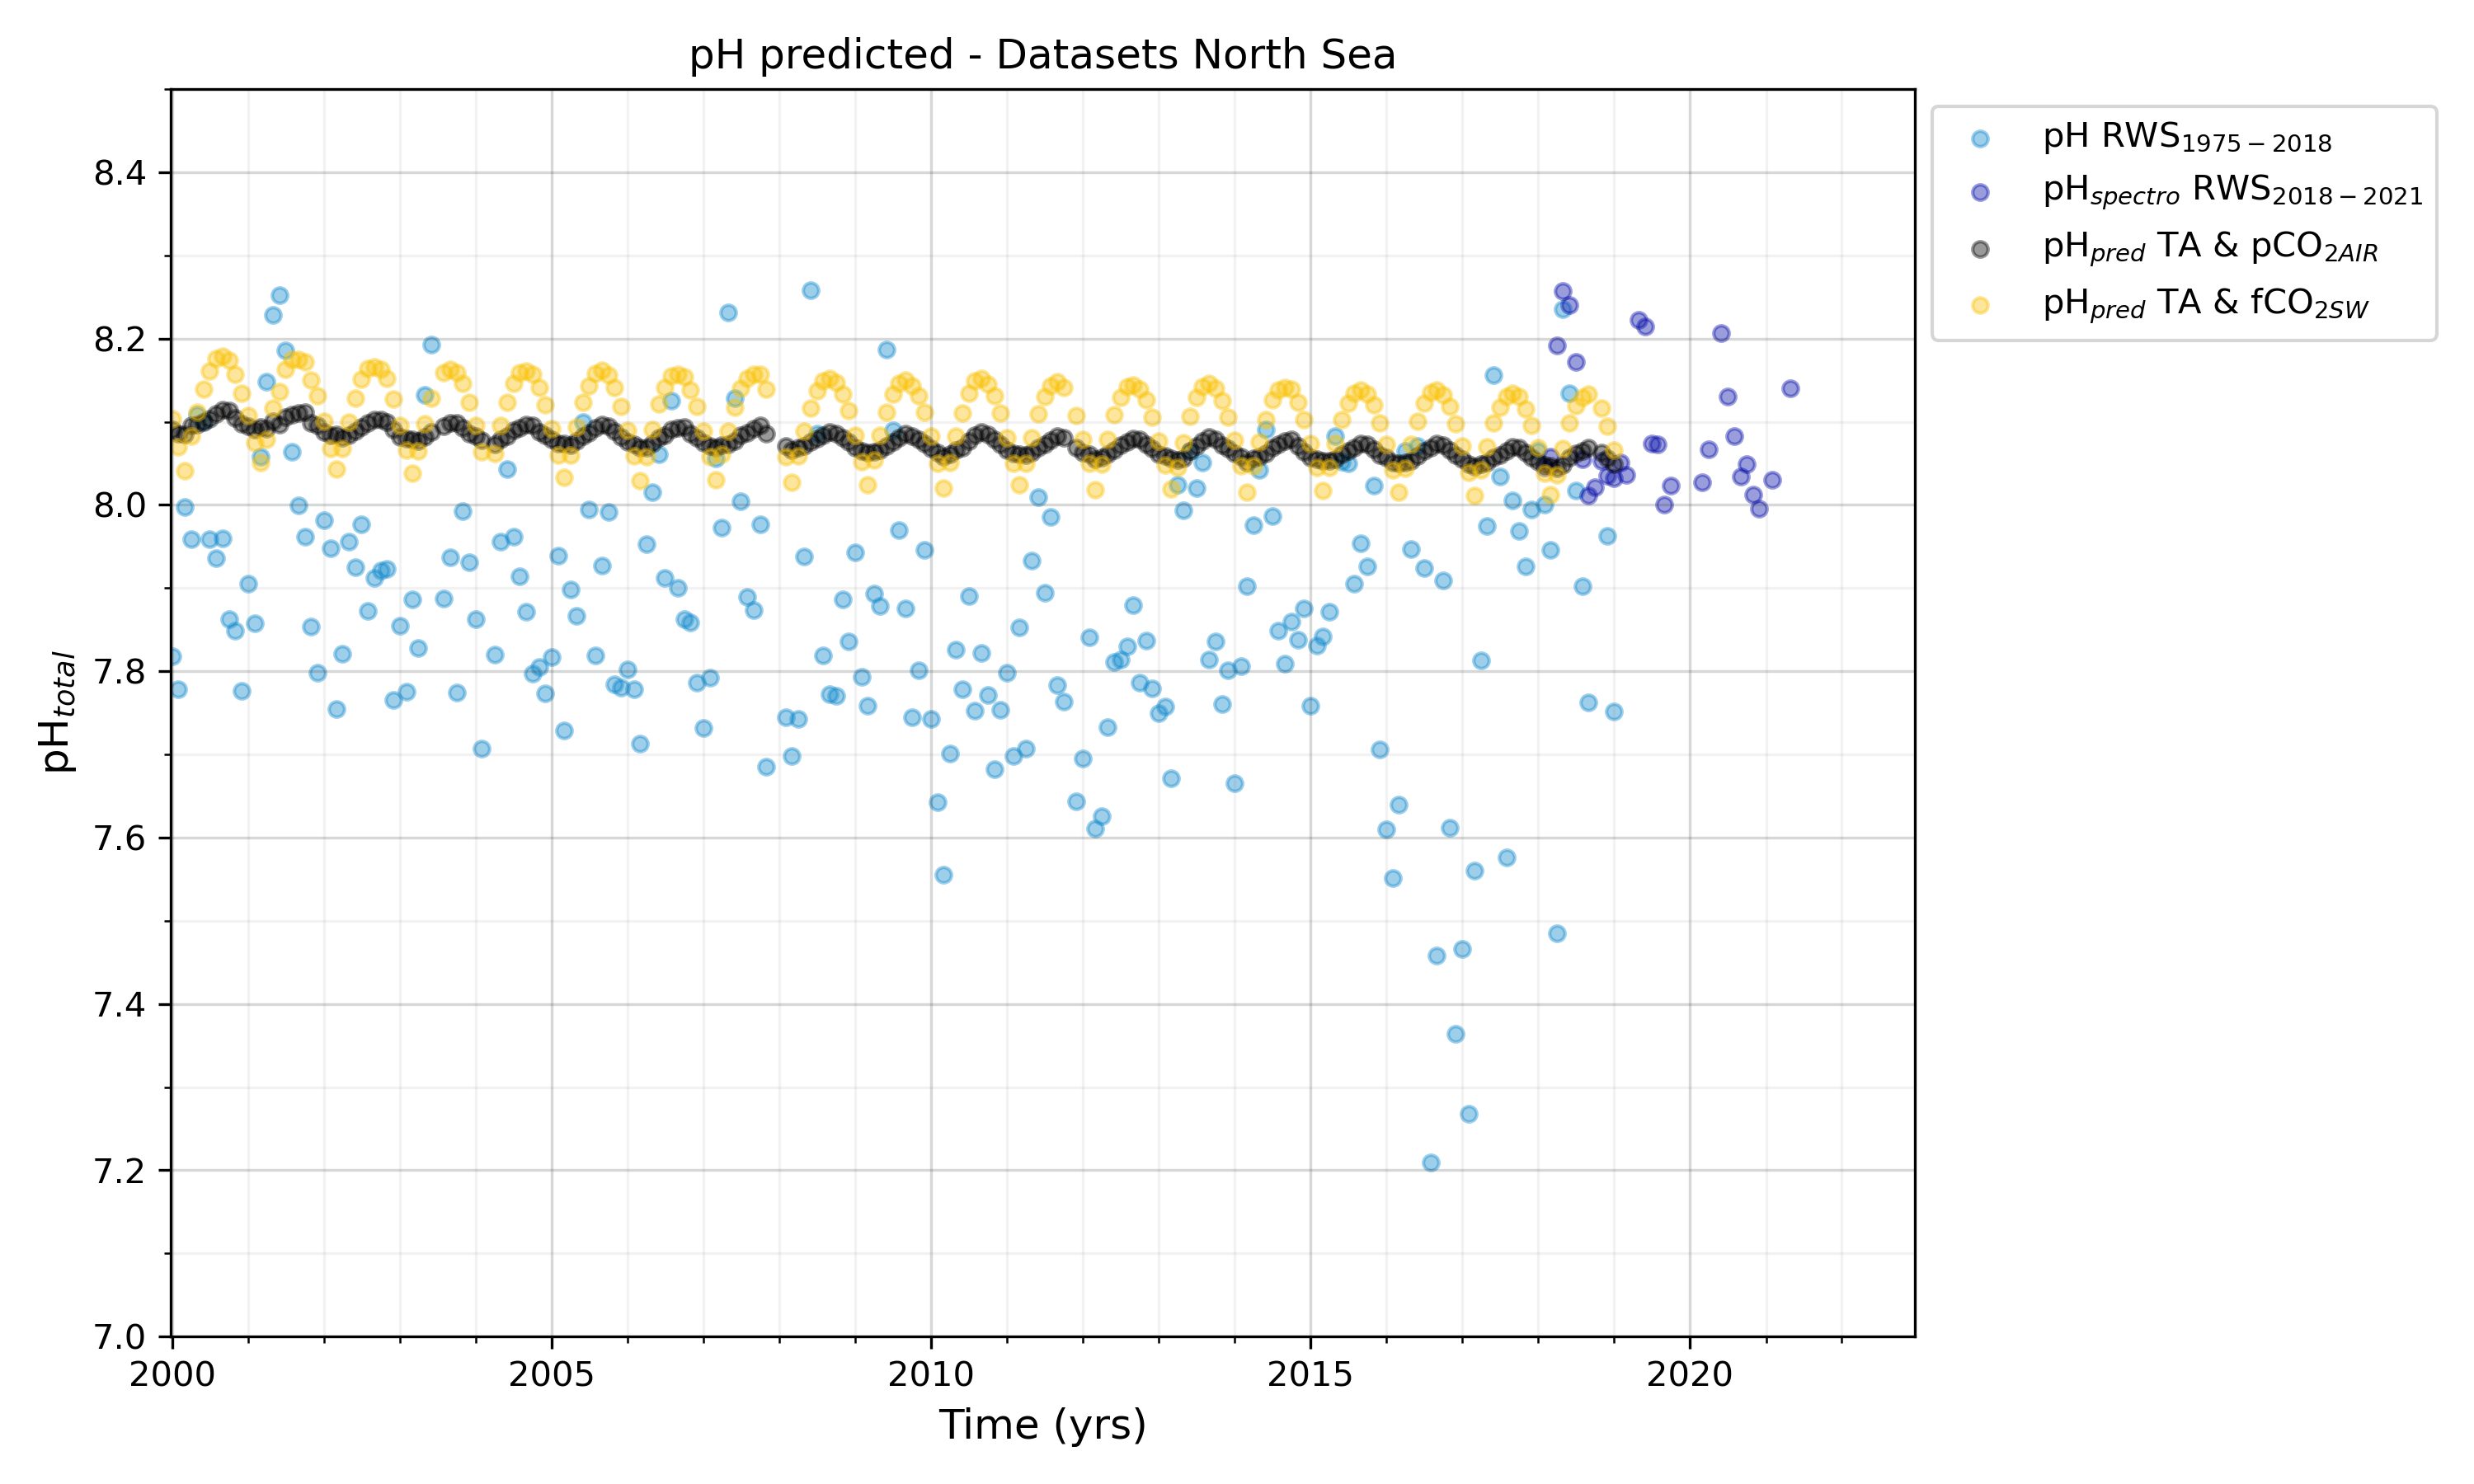 pH predicted - Datasets North Sea
pH RWS1975 − 2018
pHspectro RWS2018 − 2021
pHpred TA & pCO2AIR
pHpred TA & fCO2SW
pHtotal
8.4
8.2
8.0
7.8
7.6
7.4
7.2
7.0
2000 2005 2010 2015 2020
Time (yrs)